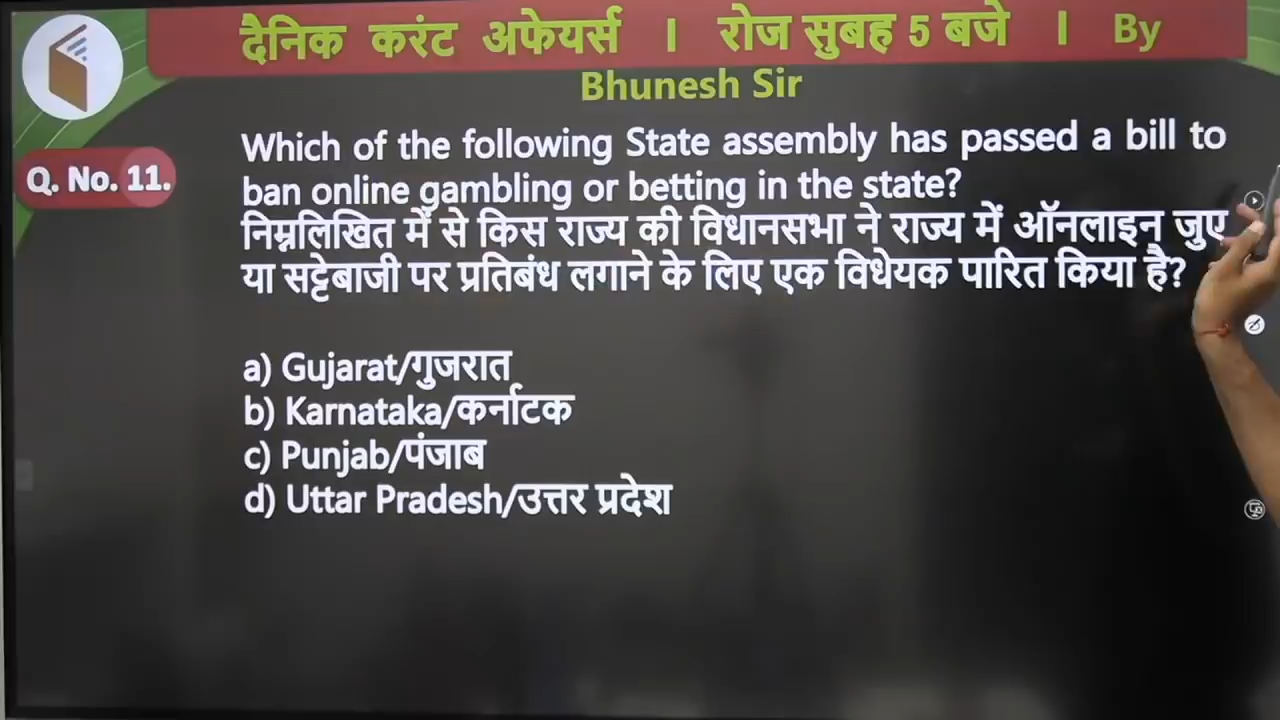 दैनिक करंट अफेयर्स । रोज सुबह 5 बजे । By
Bhunesh Sir
Q. No. 11.
Which of the following State assembly has passed a bill to
ban online gambling or betting in the state?
निम्नलिखित में से किस राज्य की विधानसभा ने राज्य में ऑनलाइन जुए
या सट्टेबाजी पर प्रतिबंध लगाने के लिए एक विधेयक पारित किया है?
a) Gujarat/गुजरात
b) Karnataka/कर्नाटक
c) Punjab/पंजाब
d) Uttar Pradesh/उत्तर प्रदेश